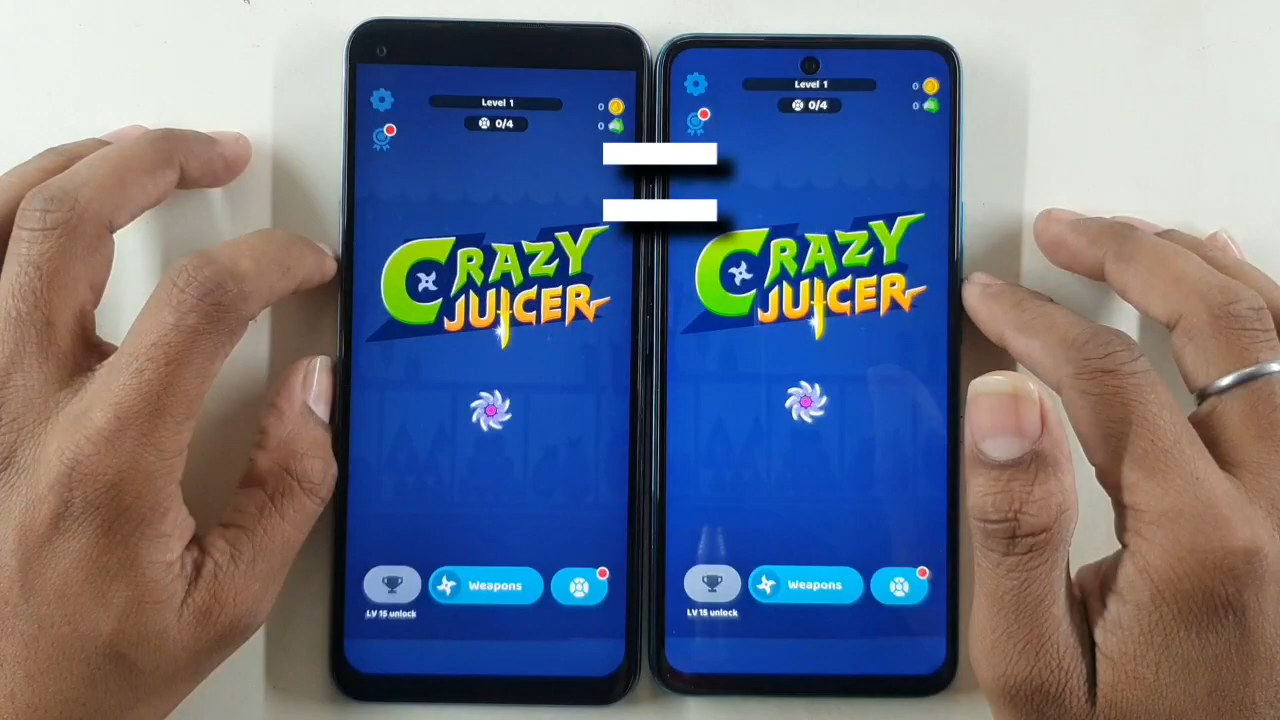 Level 1
0/4
0
0
CRAZY
JUICER
Weapons
LV 15 unlock
Level 1
0/4
0
0
CRAZY
JUICER
Weapons
LV 15 unlock